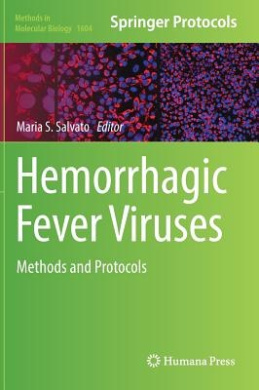 Methods in
Molecular Biology 1604
Springer Protocols
Maria S. Salvato Editor
Hemorrhagic
Fever Viruses
Methods and Protocols
Humana Press